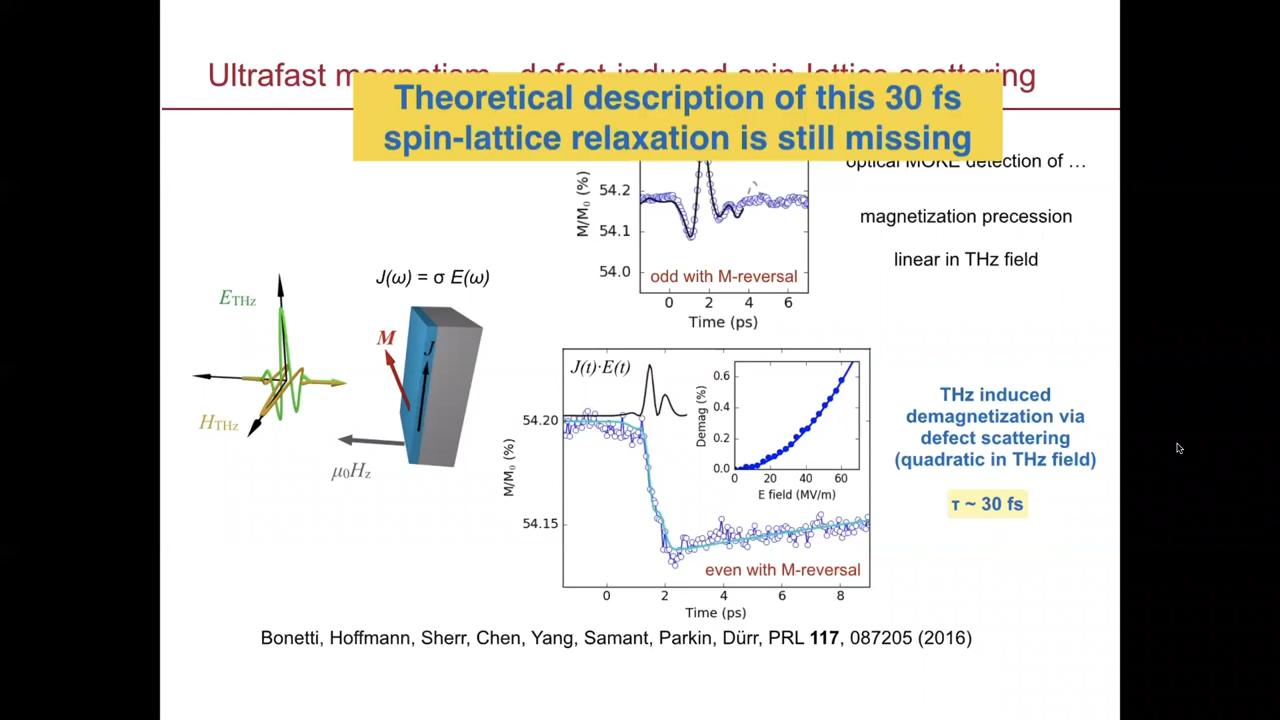 Ultrafast magnetism - defect-induced spin-lattice scattering
Theoretical description of this 30 fs
spin-lattice relaxation is still missing
optical MOKE detection of …
magnetization precession
linear in THz field
M/M₀ (%)
54.2
54.1
54.0
odd with M-reversal
0 2 4 6
Time (ps)
J(ω) = σ E(ω)
E_THz
M
J
H_THz
μ₀H_z
J(t)·E(t)
M/M₀ (%)
54.20
54.15
Demag (%)
0.6
0.4
0.2
0.0
0 20 40 60
E field (MV/m)
even with M-reversal
0 2 4 6 8
Time (ps)
THz induced
demagnetization via
defect scattering
(quadratic in THz field)
τ ~ 30 fs
Bonetti, Hoffmann, Sherr, Chen, Yang, Samant, Parkin, Dürr, PRL 117, 087205 (2016)